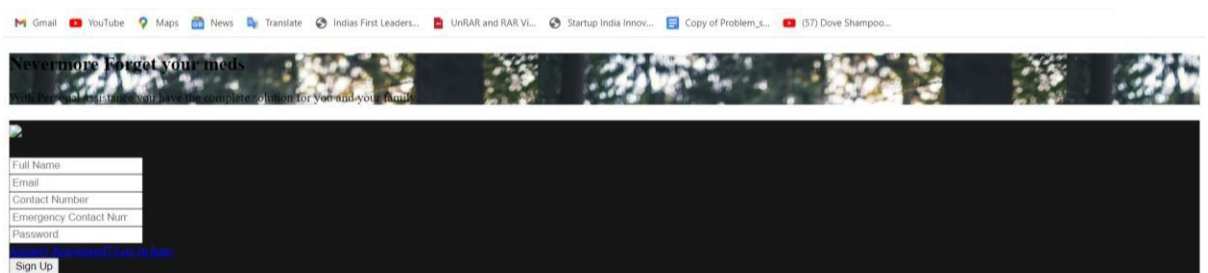 Gmail YouTube Maps News Translate Indias First Leaders... UnRAR and RAR Vi... Startup India Innov... Copy of Problem_s... (57) Dove Shampoo...
Nevermore Forget your meds
With Personal assistance you have the complete solution for you and your family
Full Name
Email
Contact Number
Emergency Contact Nurr
Password
Sign Up